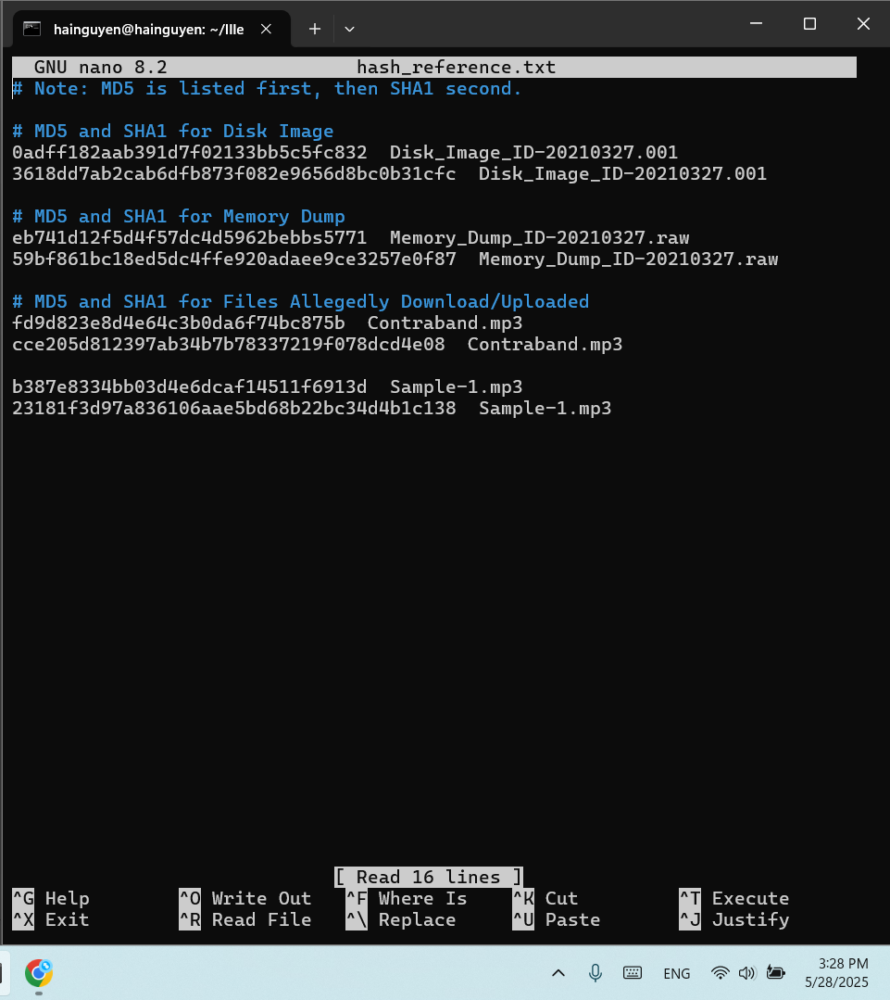 hainguyen@hainguyen: ~/Ille
GNU nano 8.2 hash_reference.txt
# Note: MD5 is listed first, then SHA1 second.
# MD5 and SHA1 for Disk Image
0adff182aab391d7f02133bb5c5fc832  Disk_Image_ID-20210327.001
3618dd7ab2cab6dfb873f082e9656d8bc0b31cfc  Disk_Image_ID-20210327.001
# MD5 and SHA1 for Memory Dump
eb741d12f5d4f57dc4d5962bebbs5771  Memory_Dump_ID-20210327.raw
59bf861bc18ed5dc4ffe920adaee9ce3257e0f87  Memory_Dump_ID-20210327.raw
# MD5 and SHA1 for Files Allegedly Download/Uploaded
fd9d823e8d4e64c3b0da6f74bc875b  Contraband.mp3
cce205d812397ab34b7b78337219f078dcd4e08  Contraband.mp3
b387e8334bb03d4e6dcaf14511f6913d  Sample-1.mp3
23181f3d97a836106aae5bd68b22bc34d4b1c138  Sample-1.mp3
[ Read 16 lines ]
^G Help ^O Write Out ^F Where Is ^K Cut ^T Execute
^X Exit ^R Read File ^\ Replace ^U Paste ^J Justify
ENG
3:28 PM
5/28/2025